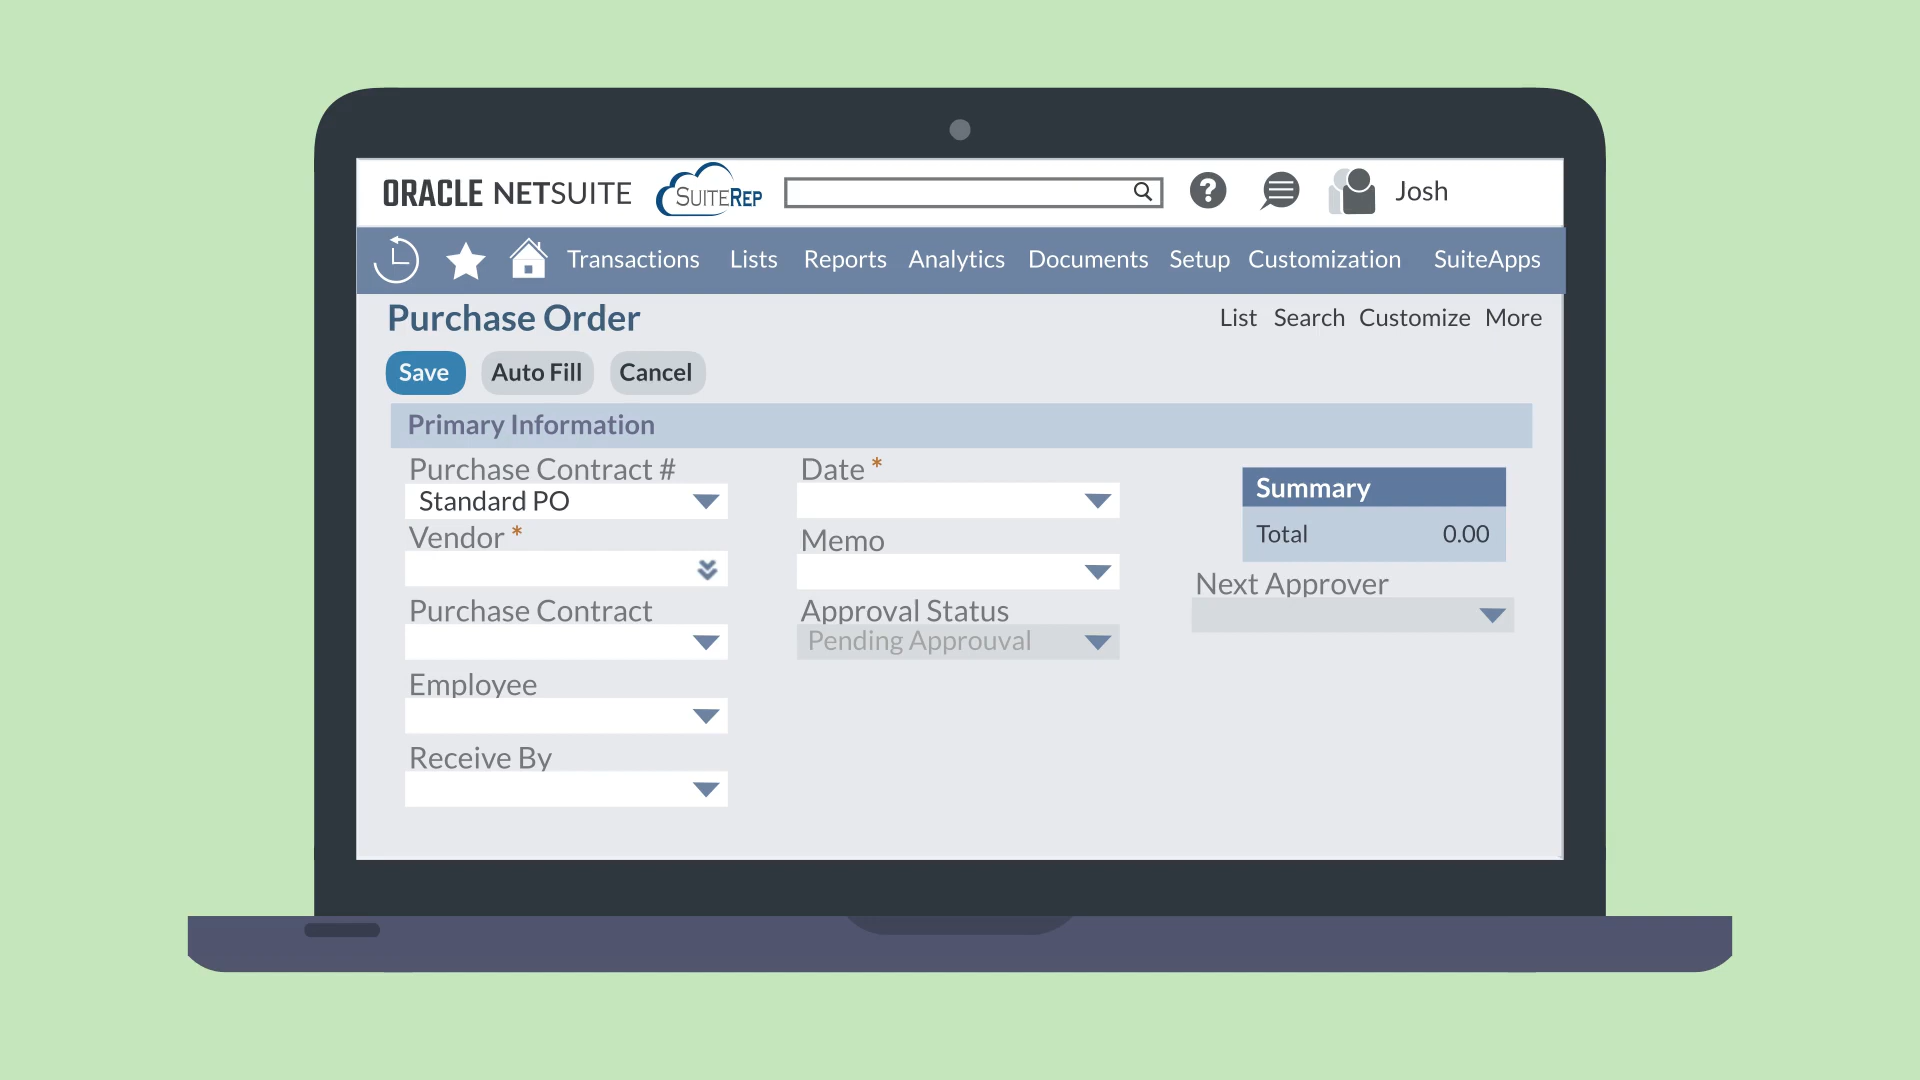 ORACLE NETSUITE SUITEREP ? Josh
Transactions Lists Reports Analytics Documents Setup Customization SuiteApps
Purchase Order List Search Customize More
Save Auto Fill Cancel
Primary Information
Purchase Contract #
Standard PO
Vendor *
Purchase Contract
Employee
Receive By
Date *
Memo
Approval Status
Pending Approuval
Summary
Total 0.00
Next Approver